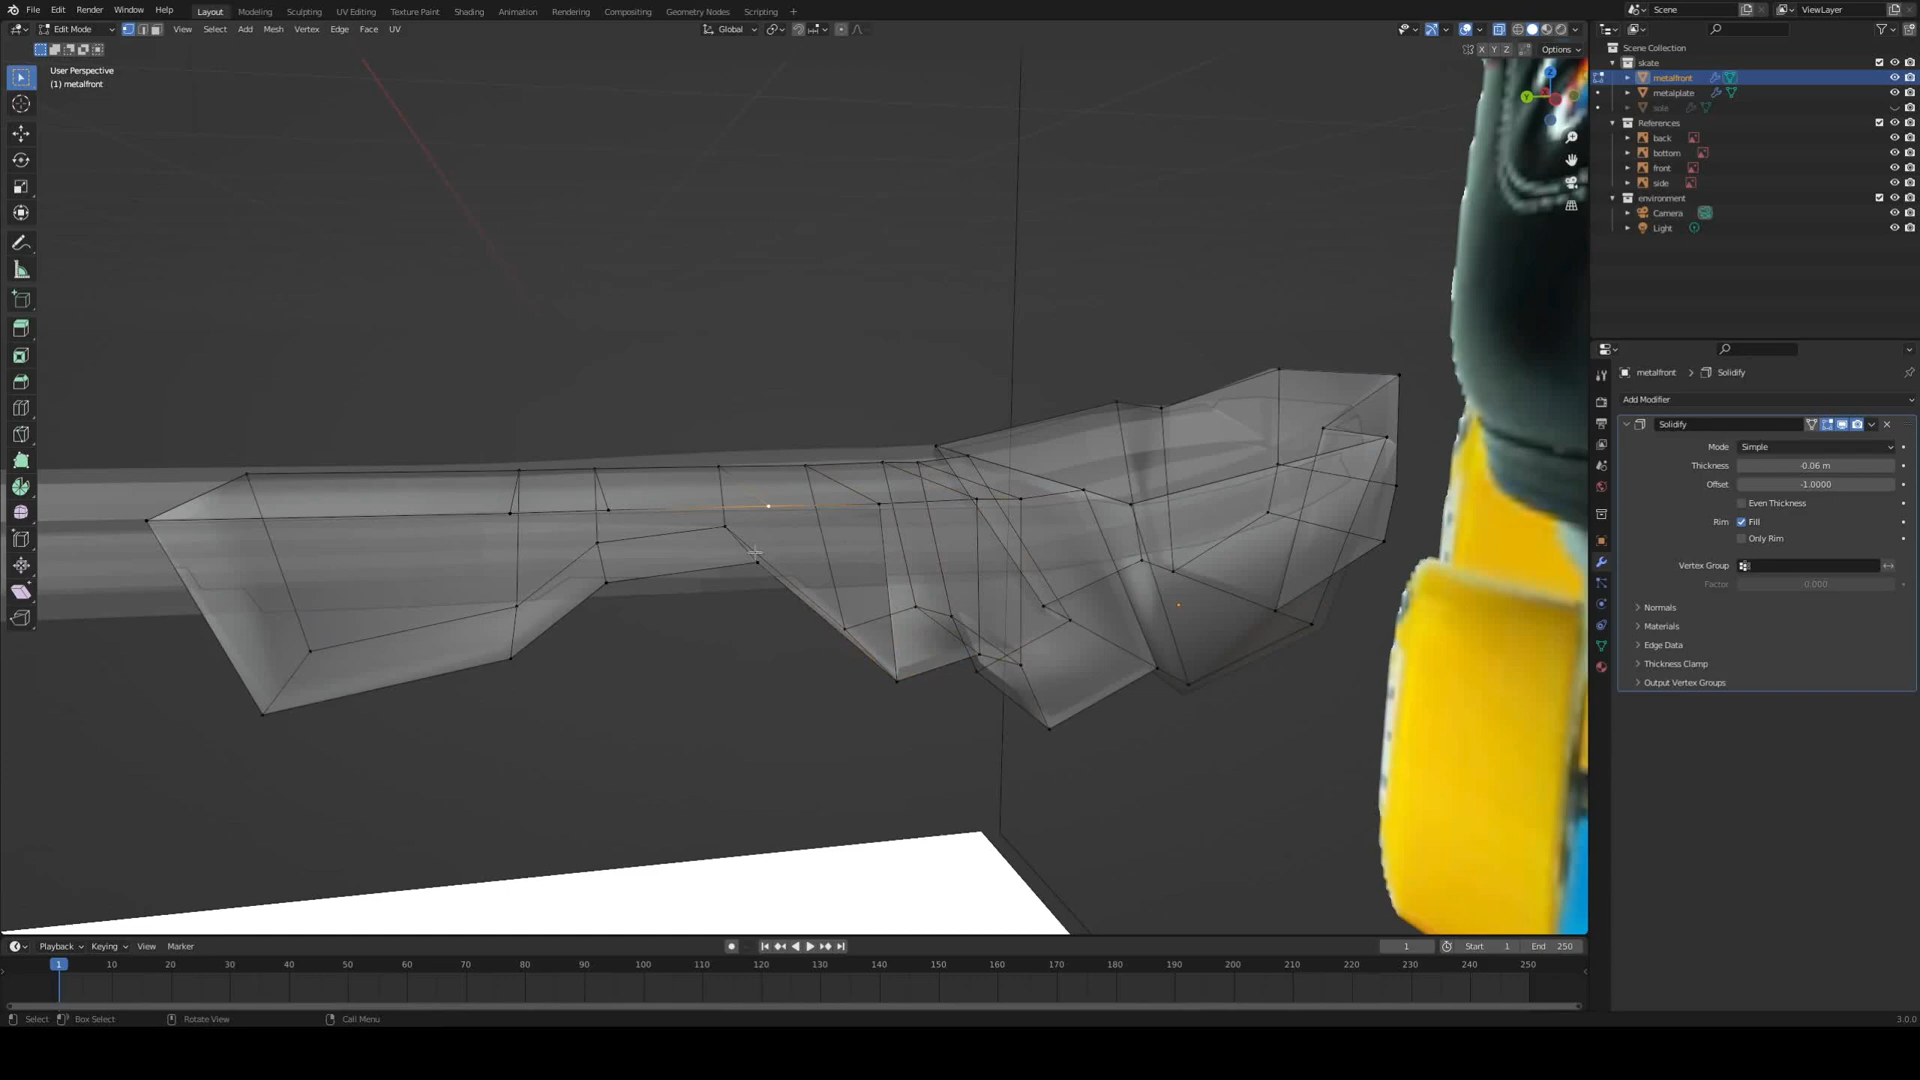 File Edit Render Window Help Layout Modeling Sculpting UV Editing Texture Paint Shading Animation Rendering Compositing Geometry Nodes Scripting + Scene ViewLayer
Edit Mode View Select Add Mesh Vertex Edge Face UV Global
X Y Z Options
User Perspective
(1) metalfront
Scene Collection
skate
metalfront
metalplate
sole
References
back
bottom
front
side
environment
Camera
Light
metalfront > Solidify
Add Modifier
Solidify
Mode Simple
Thickness -0.06 m
Offset -1.0000
Even Thickness
Rim Fill
Only Rim
Vertex Group
Factor 0.000
Normals
Materials
Edge Data
Thickness Clamp
Output Vertex Groups
Playback Keying View Marker 1 Start 1 End 250
1 10 20 30 40 50 60 70 80 90 100 110 120 130 140 150 160 170 180 190 200 210 220 230 240 250
Select Box Select Rotate View Call Menu 3.0.0